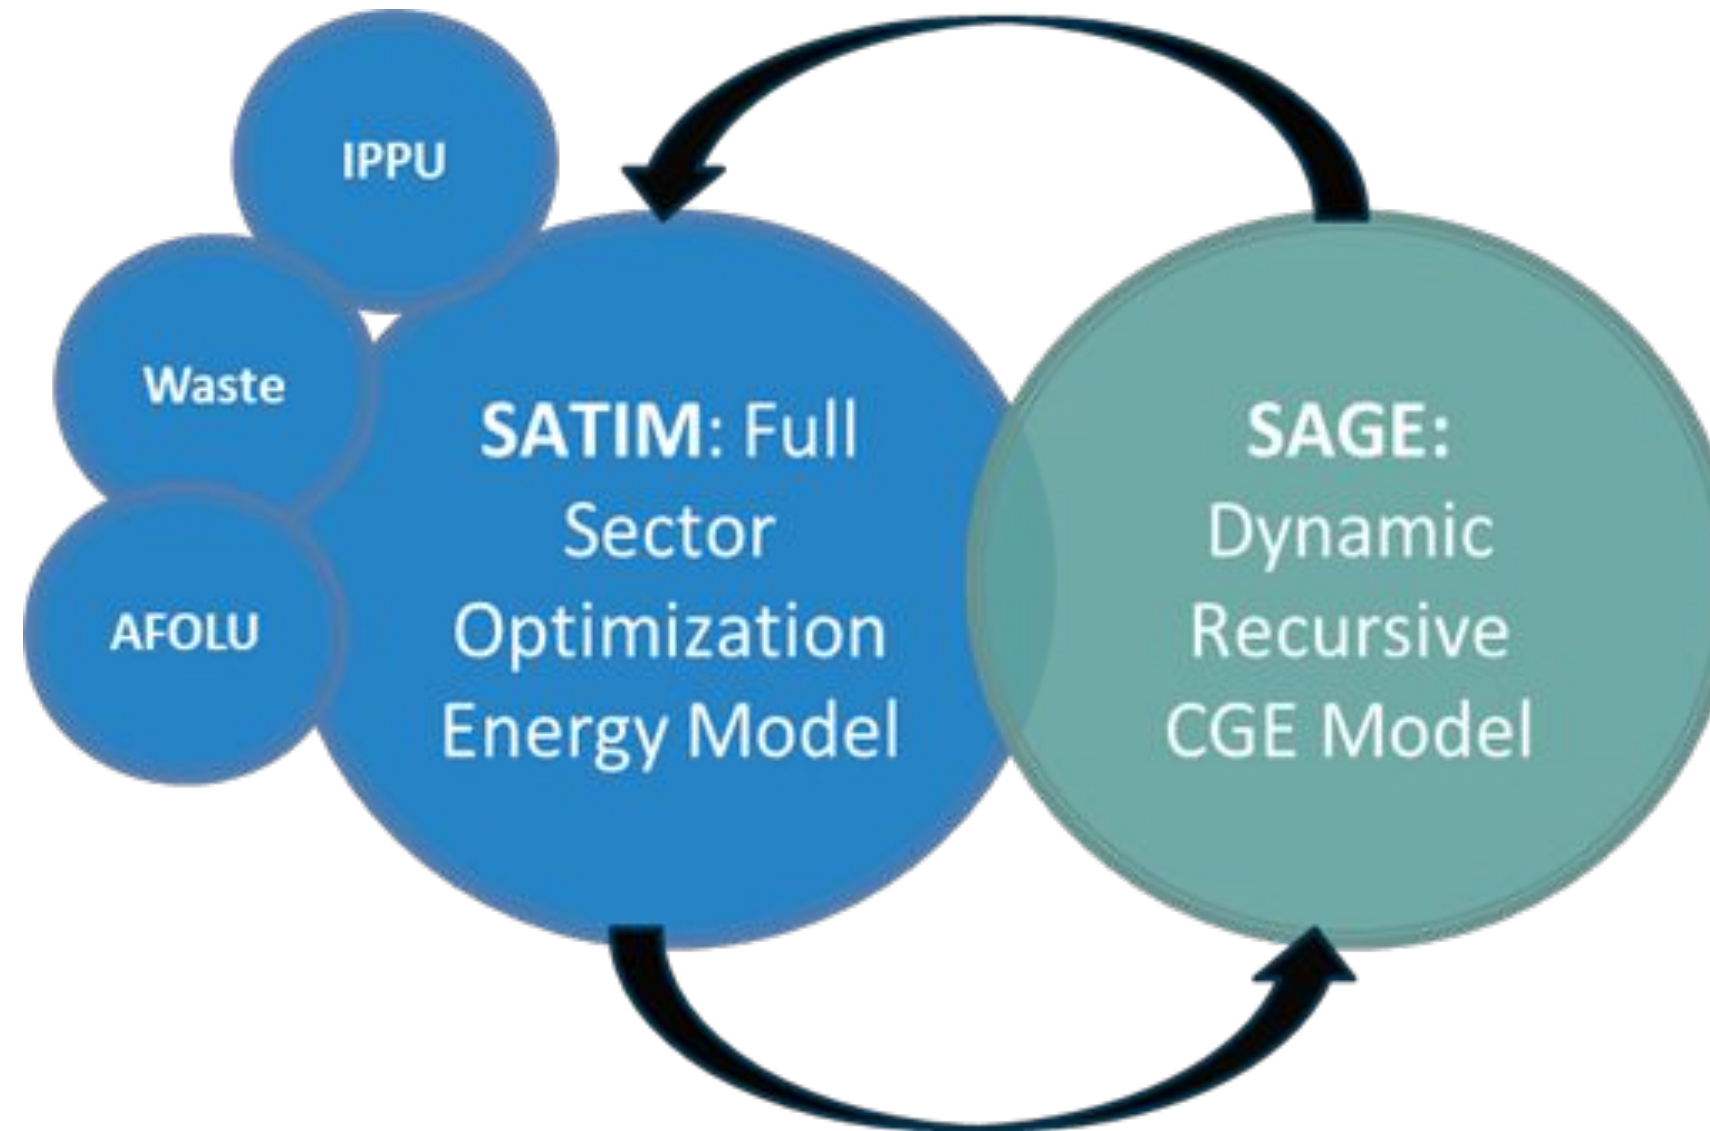 IPPU
Waste
AFOLU
SATIM: Full
Sector
Optimization
Energy Model
SAGE:
Dynamic
Recursive
CGE Model